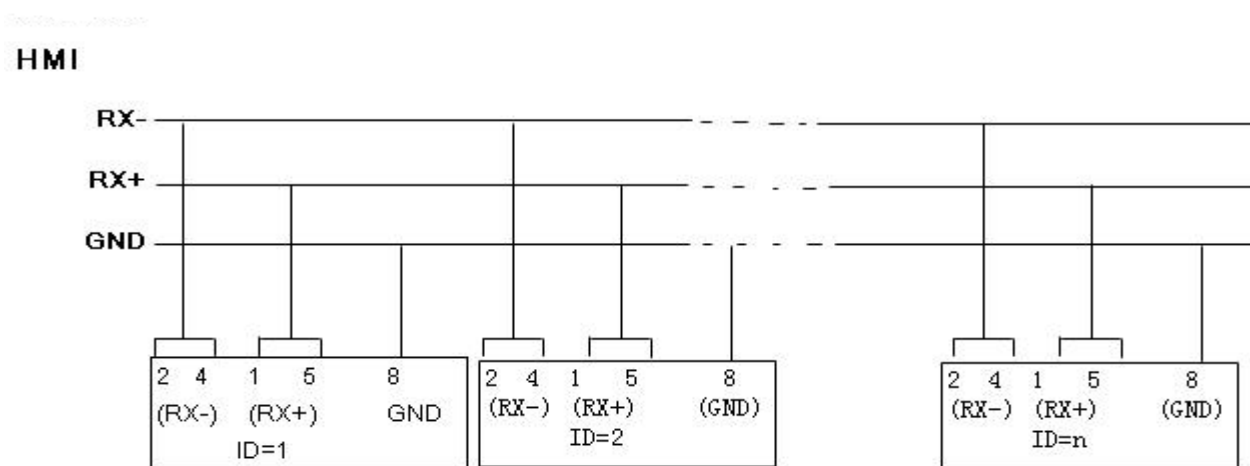 HMI
RX-
RX+
GND
2 4 1 5 8
(RX-) (RX+) GND
ID=1
2 4 1 5 8
(RX-) (RX+) (GND)
ID=2
2 4 1 5 8
(RX-) (RX+) (GND)
ID=n